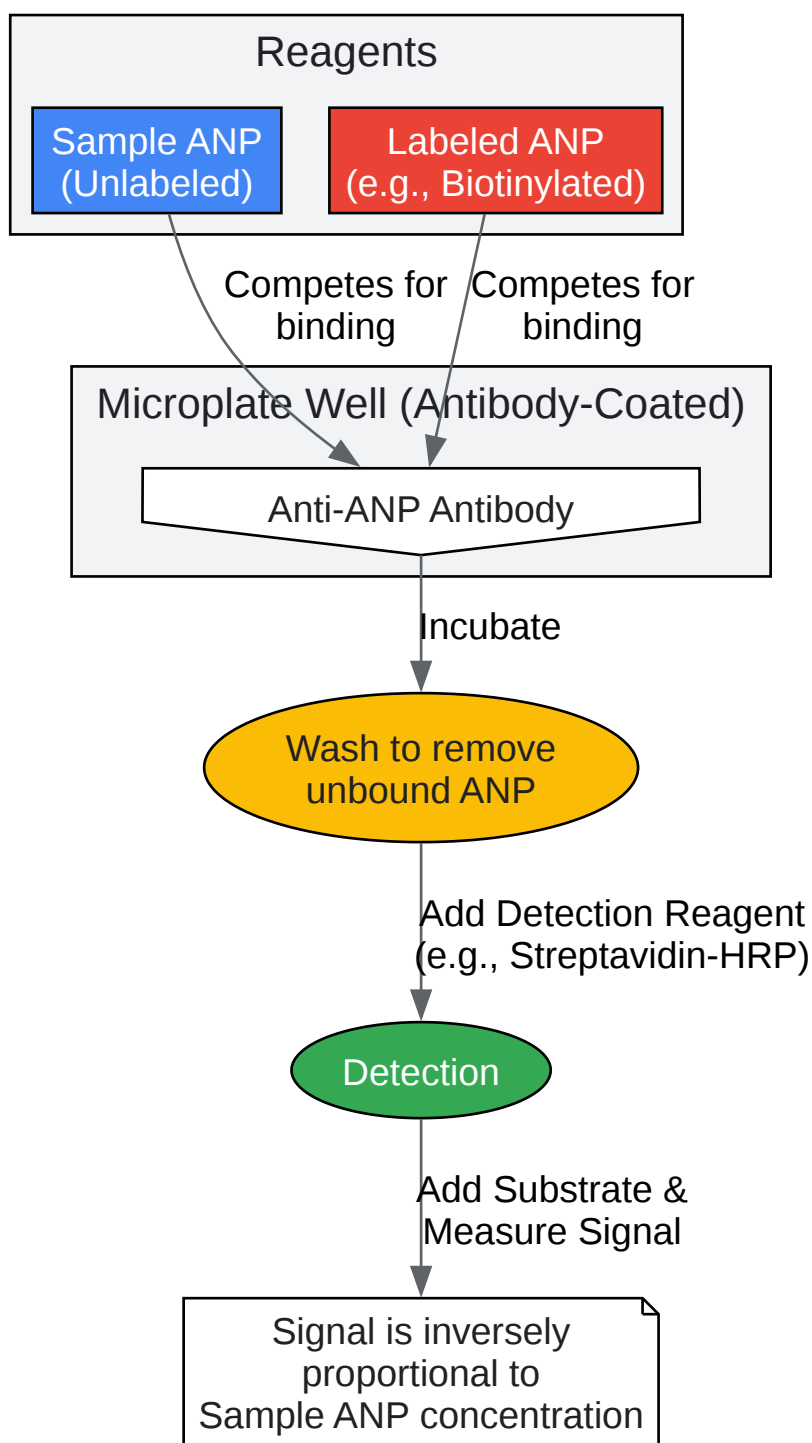 Reagents
Sample ANP
(Unlabeled)
Labeled ANP
(e.g., Biotinylated)
Competes for
binding
Competes for
binding
Microplate Well (Antibody-Coated)
Anti-ANP Antibody
Incubate
Wash to remove
unbound ANP
Add Detection Reagent
(e.g., Streptavidin-HRP)
Detection
Add Substrate &
Measure Signal
Signal is inversely
proportional to
Sample ANP concentration